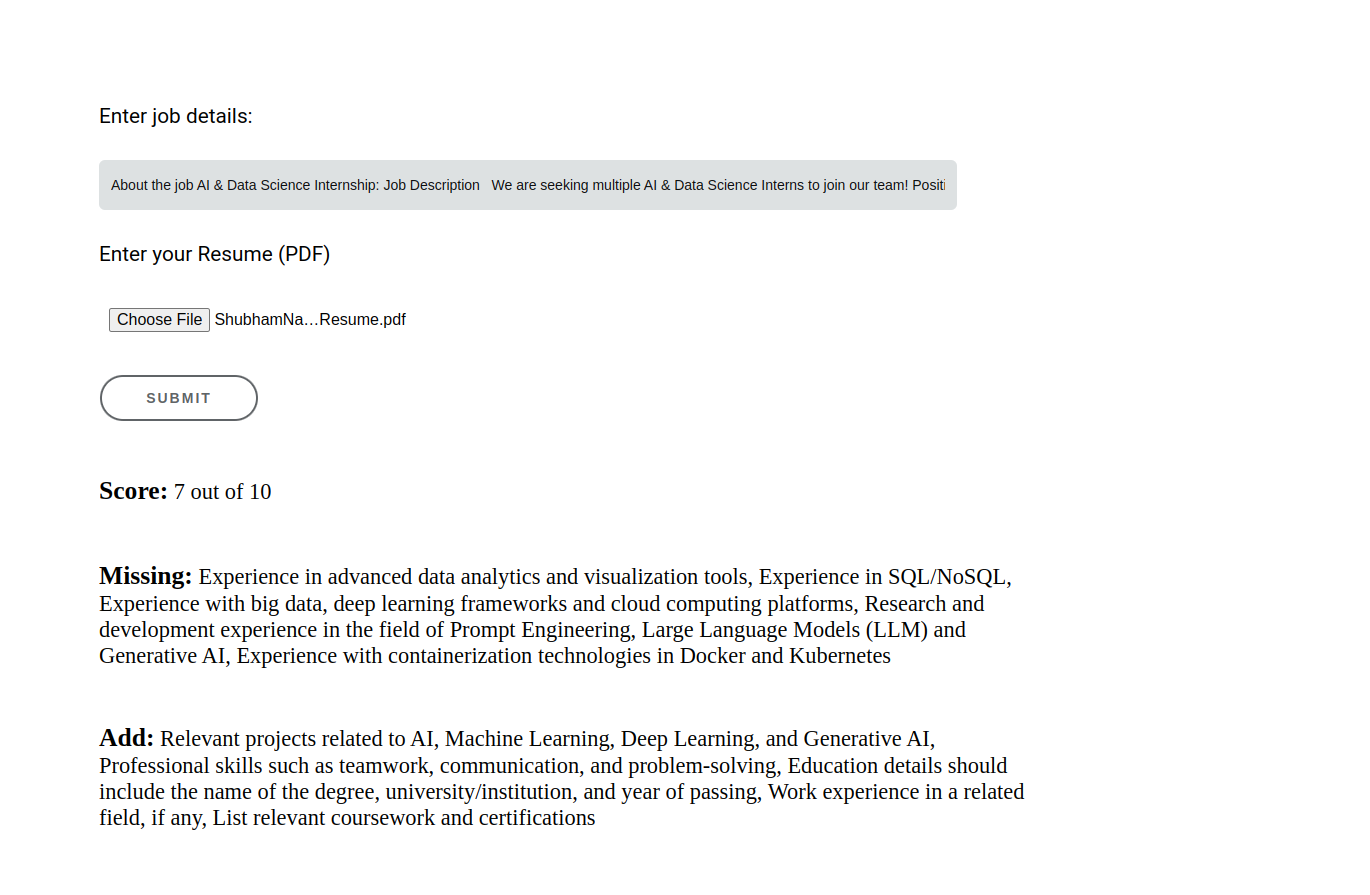 Enter job details:
About the job AI & Data Science Internship: Job Description   We are seeking multiple AI & Data Science Interns to join our team! Positi
Enter your Resume (PDF)
Choose File ShubhamNa…Resume.pdf
SUBMIT
Score: 7 out of 10
Missing: Experience in advanced data analytics and visualization tools, Experience in SQL/NoSQL,
Experience with big data, deep learning frameworks and cloud computing platforms, Research and
development experience in the field of Prompt Engineering, Large Language Models (LLM) and
Generative AI, Experience with containerization technologies in Docker and Kubernetes
Add: Relevant projects related to AI, Machine Learning, Deep Learning, and Generative AI,
Professional skills such as teamwork, communication, and problem-solving, Education details should
include the name of the degree, university/institution, and year of passing, Work experience in a related
field, if any, List relevant coursework and certifications